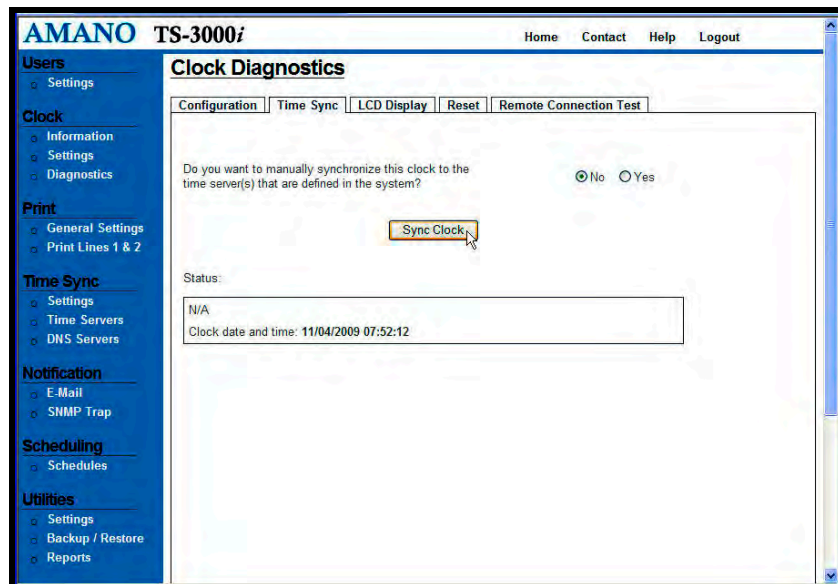 AMANO TS-3000i
Home Contact Help Logout
Users
Settings
Clock
Information
Settings
Diagnostics
Print
General Settings
Print Lines 1 & 2
Time Sync
Settings
Time Servers
DNS Servers
Notification
E-Mail
SNMP Trap
Scheduling
Schedules
Utilities
Settings
Backup / Restore
Reports
Clock Diagnostics
Configuration Time Sync LCD Display Reset Remote Connection Test
Do you want to manually synchronize this clock to the
time server(s) that are defined in the system?
No Yes
Sync Clock
Status:
N/A
Clock date and time: 11/04/2009 07:52:12